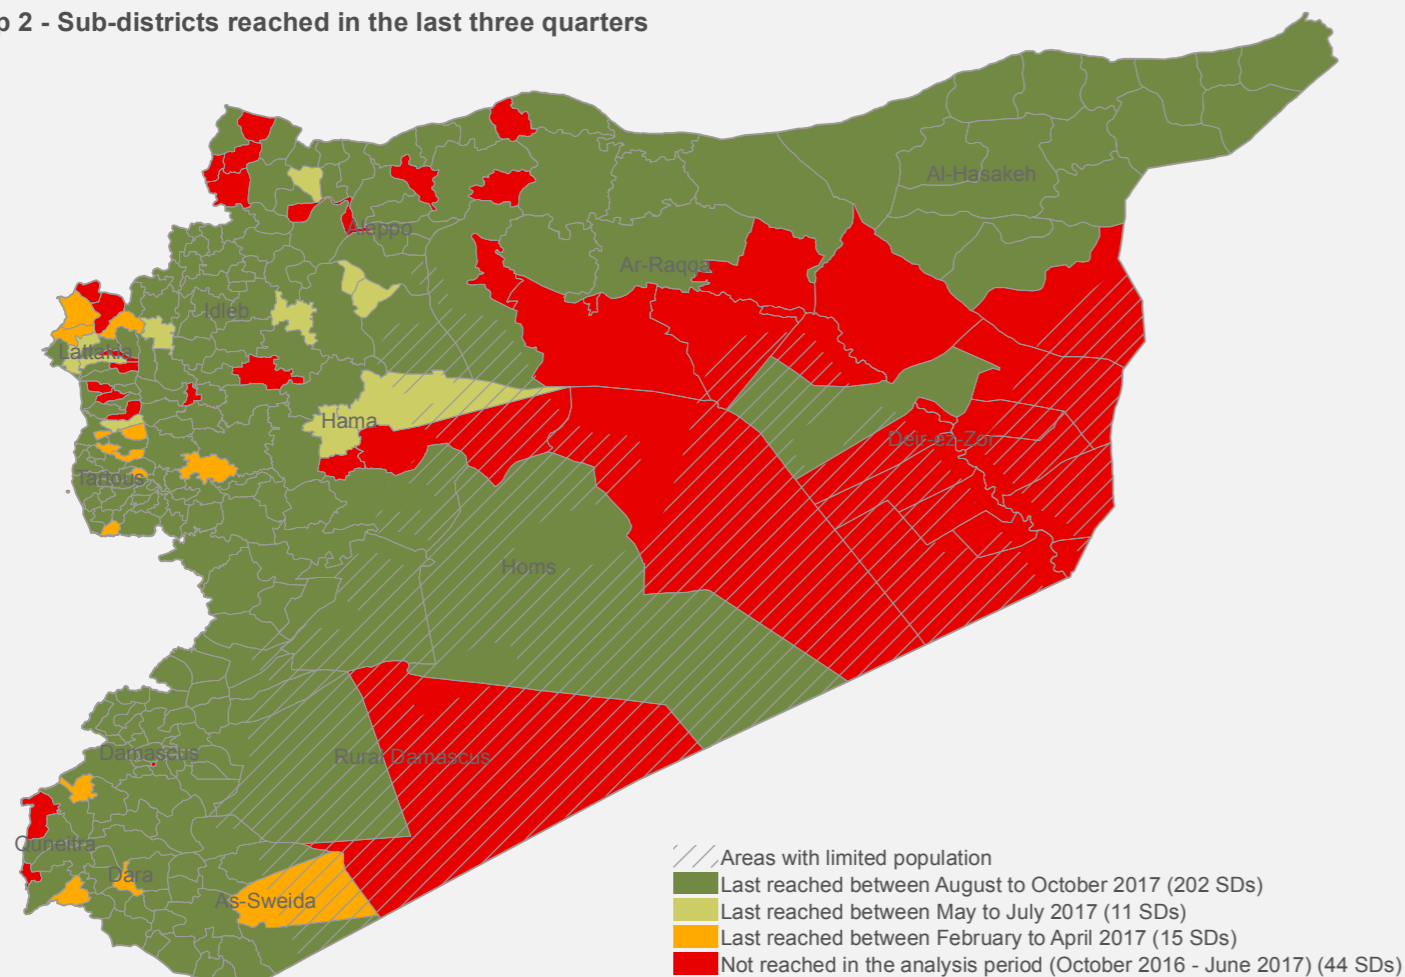 p 2 - Sub-districts reached in the last three quarters
Al-Hasakeh
Aleppo
Ar-Raqqa
Idleb
Lattakia
Hama
Deir-ez-Zor
Tartous
Homs
Damascus
Rural Damascus
Quneitra
Dara
As-Sweida
Areas with limited population
Last reached between August to October 2017 (202 SDs)
Last reached between May to July 2017 (11 SDs)
Last reached between February to April 2017 (15 SDs)
Not reached in the analysis period (October 2016 - June 2017) (44 SDs)